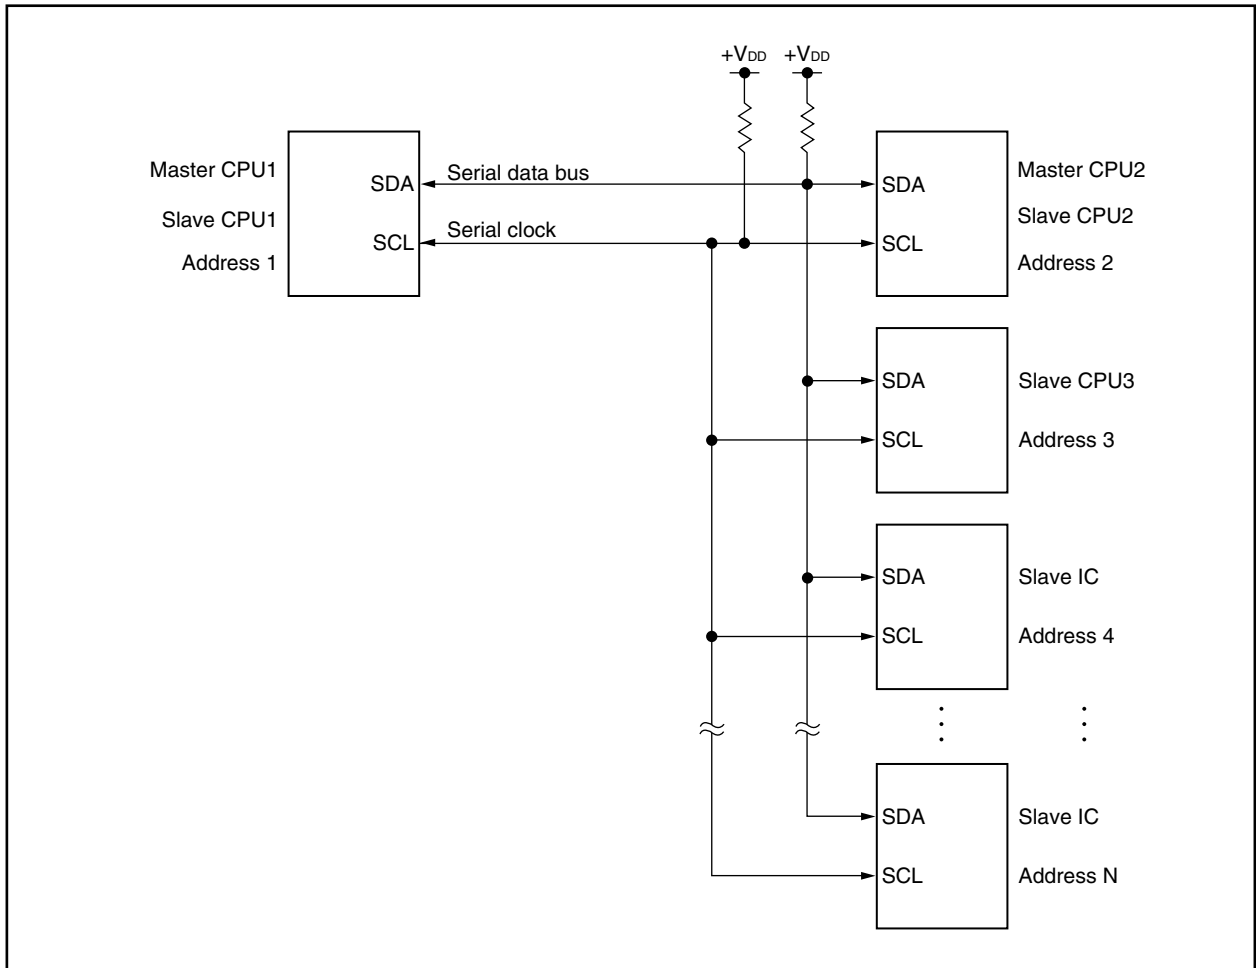 +VDD +VDD
Master CPU1
Slave CPU1
Address 1
SDA
SCL
Serial data bus
Serial clock
SDA
SCL
Master CPU2
Slave CPU2
Address 2
SDA
SCL
Slave CPU3
Address 3
SDA
SCL
Slave IC
Address 4
SDA
SCL
Slave IC
Address N